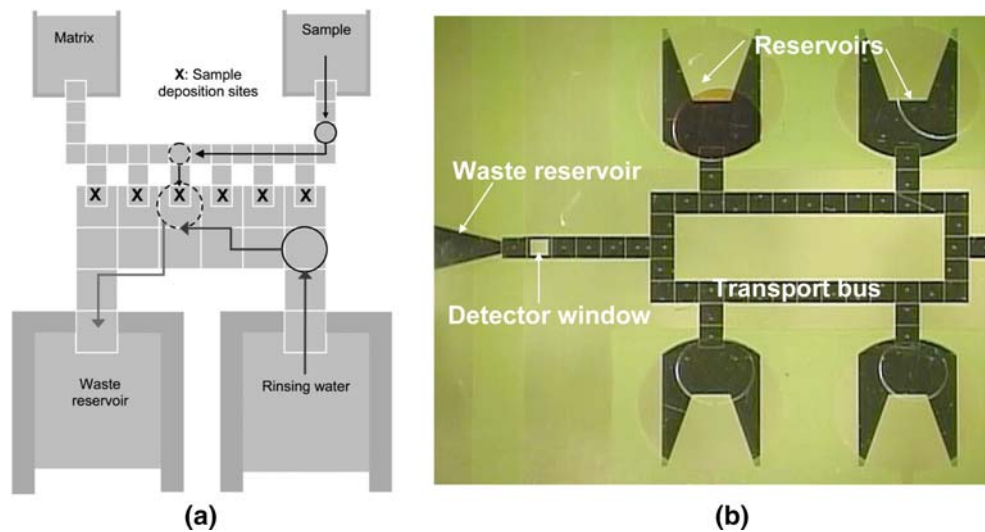 Matrix
Sample
X: Sample
deposition sites
X X X X X X
Waste
reservoir
Rinsing water
(a)
Reservoirs
Waste reservoir
Transport bus
Detector window
(b)